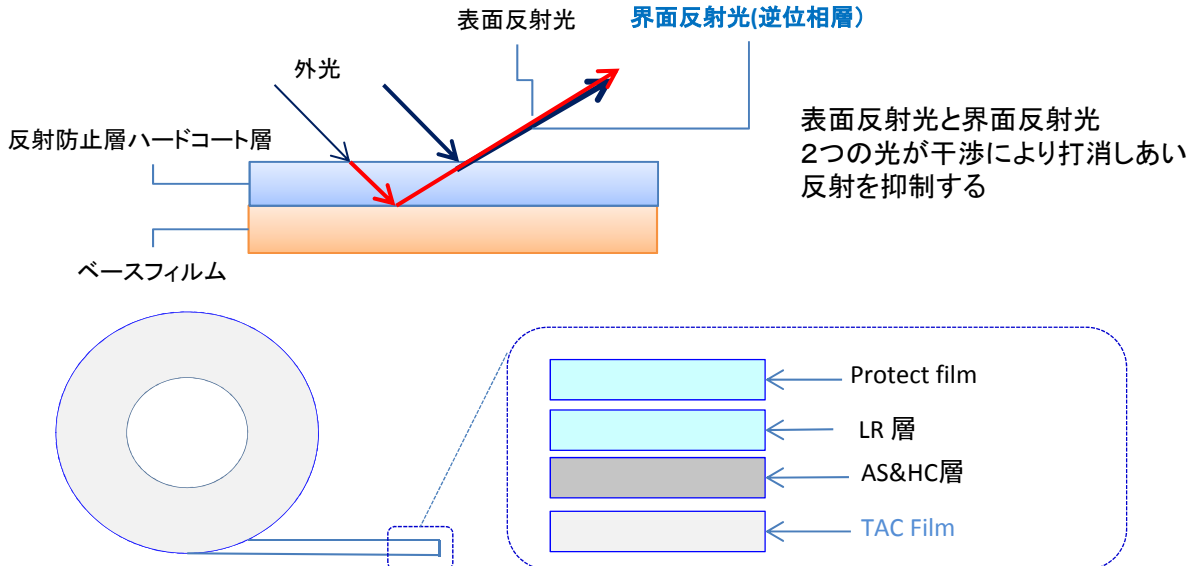 表面反射光
界面反射光(逆位相層）
外光
反射防止層ハードコート層
表面反射光と界面反射光
２つの光が干渉により打消しあい
反射を抑制する
ベースフィルム
Protect film
LR 層
AS&HC層
TAC Film